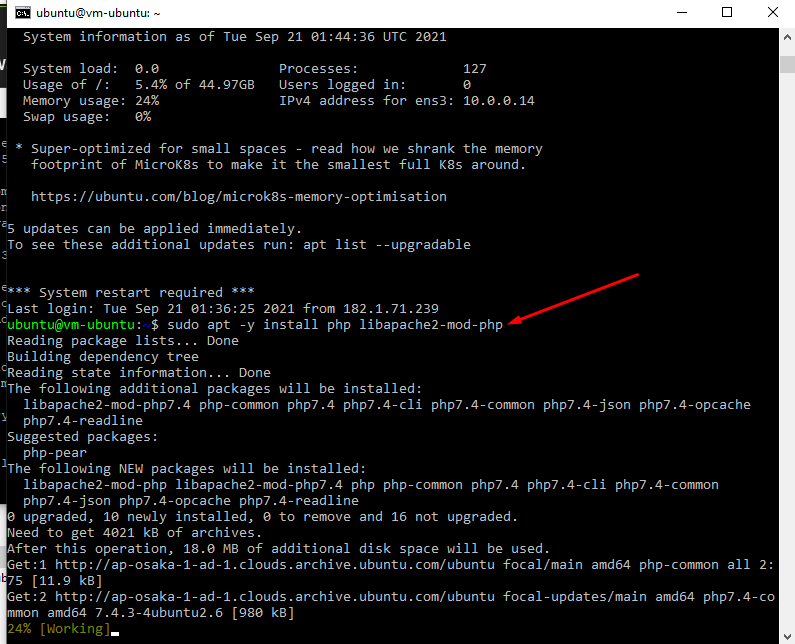 ubuntu@vm-ubuntu: ~
System information as of Tue Sep 21 01:44:36 UTC 2021
System load:  0.0                Processes:               127
Usage of /:   5.4% of 44.97GB   Users logged in:         0
Memory usage: 24%               IPv4 address for ens3: 10.0.0.14
Swap usage:   0%
* Super-optimized for small spaces - read how we shrank the memory
footprint of MicroK8s to make it the smallest full K8s around.
https://ubuntu.com/blog/microk8s-memory-optimisation
5 updates can be applied immediately.
To see these additional updates run: apt list --upgradable
*** System restart required ***
Last login: Tue Sep 21 01:36:25 2021 from 182.1.71.239
ubuntu@vm-ubuntu:~$ sudo apt -y install php libapache2-mod-php
Reading package lists... Done
Building dependency tree
Reading state information... Done
The following additional packages will be installed:
libapache2-mod-php7.4 php-common php7.4 php7.4-cli php7.4-common php7.4-json php7.4-opcache
php7.4-readline
Suggested packages:
php-pear
The following NEW packages will be installed:
libapache2-mod-php libapache2-mod-php7.4 php php-common php7.4 php7.4-cli php7.4-common
php7.4-json php7.4-opcache php7.4-readline
0 upgraded, 10 newly installed, 0 to remove and 16 not upgraded.
Need to get 4021 kB of archives.
After this operation, 18.0 MB of additional disk space will be used.
Get:1 http://ap-osaka-1-ad-1.clouds.archive.ubuntu.com/ubuntu focal/main amd64 php-common all 2:
75 [11.9 kB]
Get:2 http://ap-osaka-1-ad-1.clouds.archive.ubuntu.com/ubuntu focal-updates/main amd64 php7.4-co
mmon amd64 7.4.3-4ubuntu2.6 [980 kB]
24% [Working]